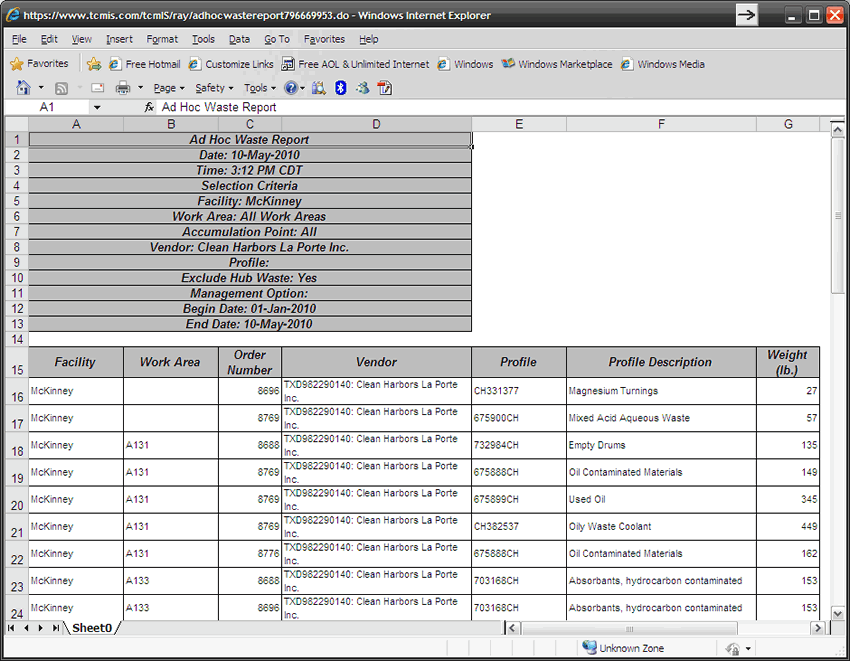 https://www.tcmis.com/tcmIS/ray/adhocwastereport796669953.do - Windows Internet Explorer
File Edit View Insert Format Tools Data Go To Favorites Help
Favorites Free Hotmail Customize Links Free AOL & Unlimited Internet Windows Windows Marketplace Windows Media
Page Safety Tools
A1 fx Ad Hoc Waste Report
A B C D E F G
1 Ad Hoc Waste Report
2 Date: 10-May-2010
3 Time: 3:12 PM CDT
4 Selection Criteria
5 Facility: McKinney
6 Work Area: All Work Areas
7 Accumulation Point: All
8 Vendor: Clean Harbors La Porte Inc.
9 Profile:
10 Exclude Hub Waste: Yes
11 Management Option:
12 Begin Date: 01-Jan-2010
13 End Date: 10-May-2010
14
15 Facility Work Area Order Number Vendor Profile Profile Description Weight (lb.)
16 McKinney 8696 TXD982290140: Clean Harbors La Porte Inc. CH331377 Magnesium Turnings 27
17 McKinney 8769 TXD982290140: Clean Harbors La Porte Inc. 675900CH Mixed Acid Aqueous Waste 57
18 McKinney A131 8688 TXD982290140: Clean Harbors La Porte Inc. 732984CH Empty Drums 135
19 McKinney A131 8769 TXD982290140: Clean Harbors La Porte Inc. 675888CH Oil Contaminated Materials 149
20 McKinney A131 8769 TXD982290140: Clean Harbors La Porte Inc. 675899CH Used Oil 345
21 McKinney A131 8769 TXD982290140: Clean Harbors La Porte Inc. CH382537 Oily Waste Coolant 449
22 McKinney A131 8776 TXD982290140: Clean Harbors La Porte Inc. 675888CH Oil Contaminated Materials 162
23 McKinney A133 8688 TXD982290140: Clean Harbors La Porte Inc. 703168CH Absorbants, hydrocarbon contaminated 153
24 McKinney A133 8696 TXD982290140: Clean Harbors La Porte Inc. 703168CH Absorbants, hydrocarbon contaminated 153
Sheet0
Unknown Zone